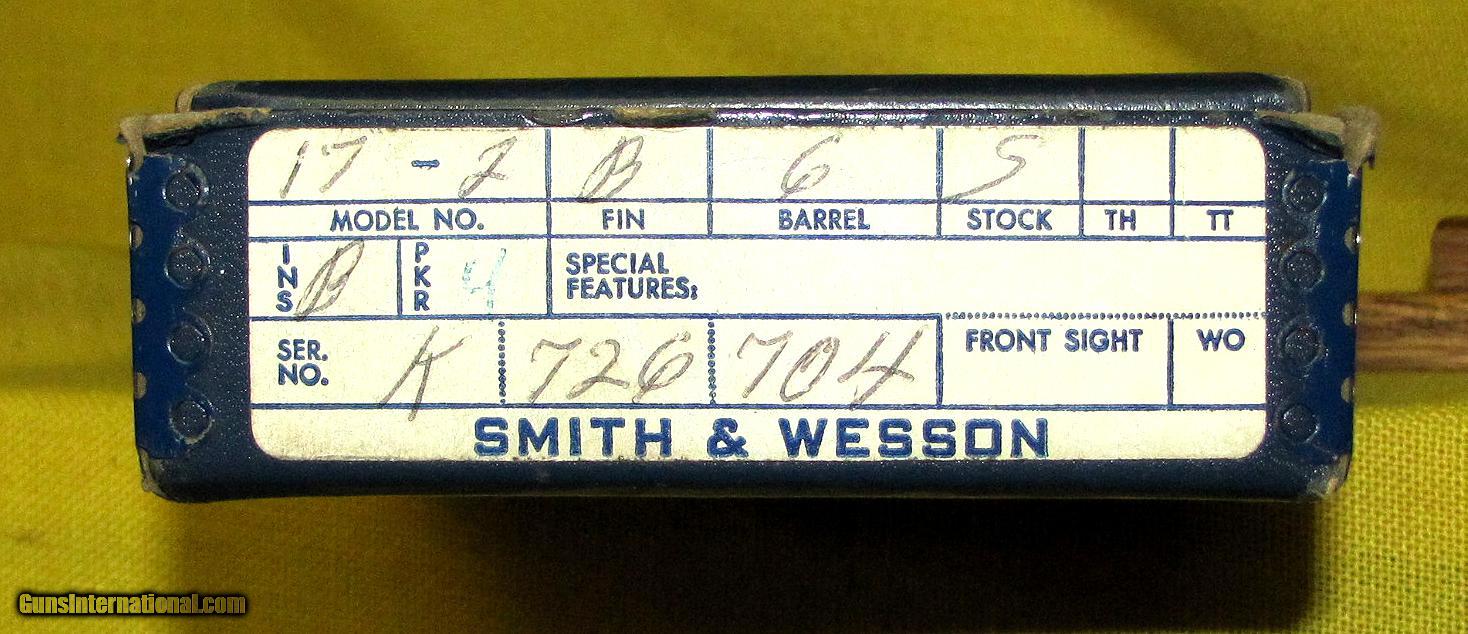 17 - 2 B 6 S
MODEL NO. FIN BARREL STOCK TH TT
INS B PKR 4 SPECIAL
FEATURES:
SER. NO. K 726 704 FRONT SIGHT WO
SMITH & WESSON
GunsInternational.com